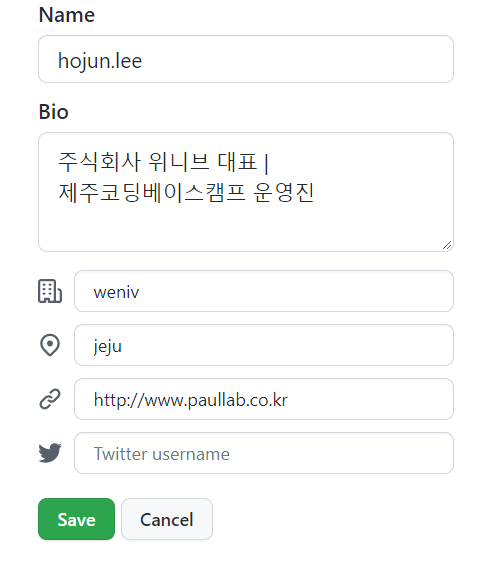 Name
hojun.lee
Bio
주식회사 위니브 대표 |
제주코딩베이스캠프 운영진
weniv
jeju
http://www.paullab.co.kr
Twitter username
Save Cancel